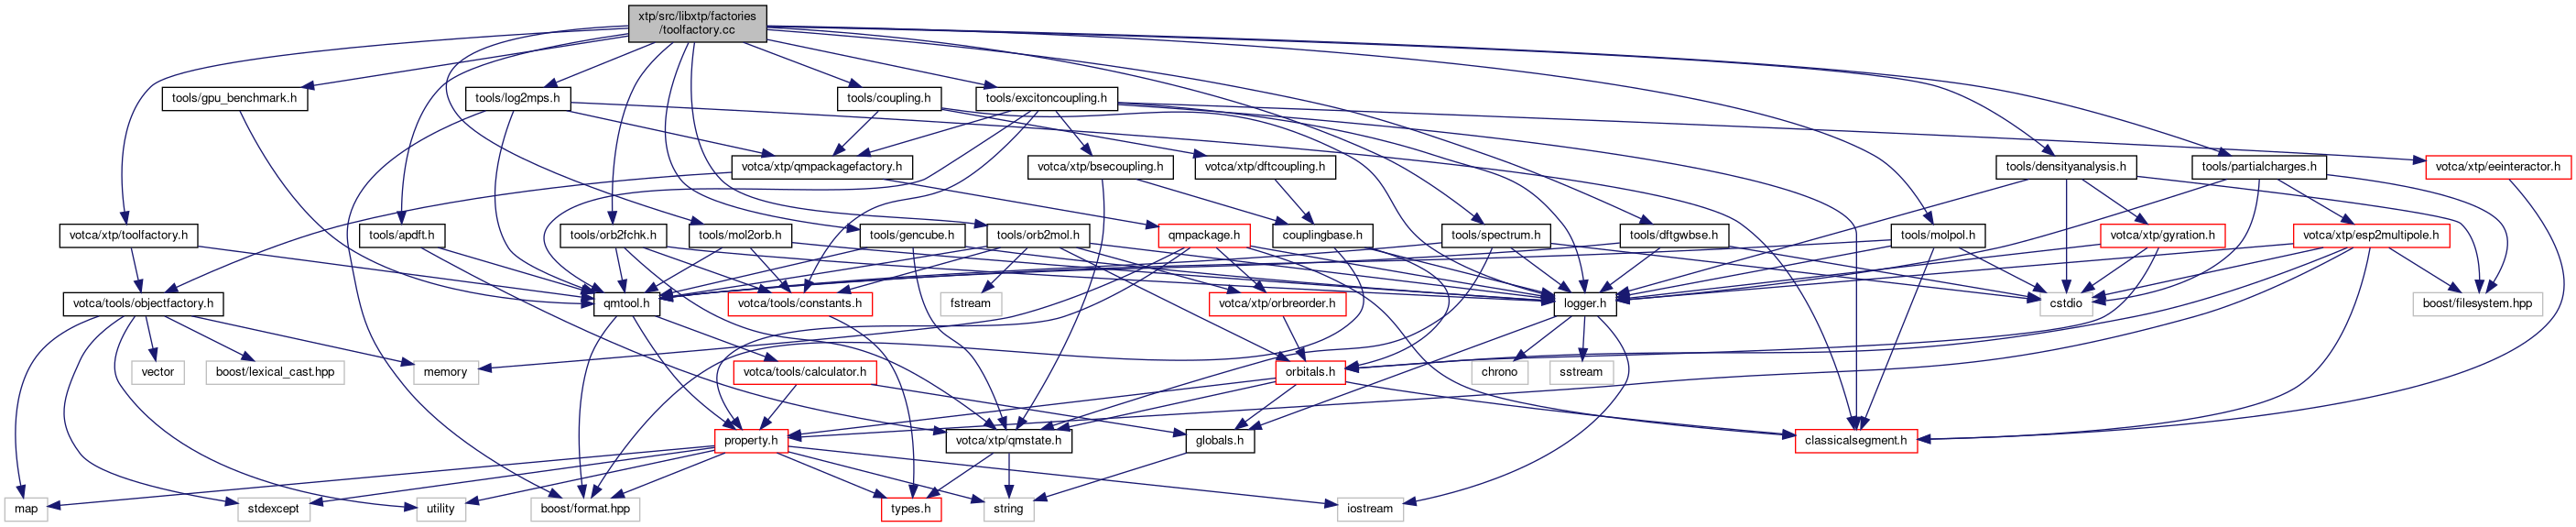 xtp/src/libxtp/factories
/toolfactory.cc
tools/gpu_benchmark.h
tools/log2mps.h
tools/coupling.h
tools/excitoncoupling.h
votca/xtp/qmpackagefactory.h
votca/xtp/bsecoupling.h
votca/xtp/dftcoupling.h
tools/densityanalysis.h
tools/partialcharges.h
votca/xtp/eeinteractor.h
votca/xtp/toolfactory.h
tools/apdft.h
tools/orb2fchk.h
tools/mol2orb.h
tools/gencube.h
tools/orb2mol.h
qmpackage.h
couplingbase.h
tools/spectrum.h
tools/dftgwbse.h
tools/molpol.h
votca/xtp/gyration.h
votca/xtp/esp2multipole.h
votca/tools/objectfactory.h
qmtool.h
votca/tools/constants.h
fstream
votca/xtp/orbreorder.h
logger.h
cstdio
boost/filesystem.hpp
vector
boost/lexical_cast.hpp
memory
votca/tools/calculator.h
orbitals.h
chrono
sstream
property.h
votca/xtp/qmstate.h
globals.h
classicalsegment.h
map
stdexcept
utility
boost/format.hpp
types.h
string
iostream